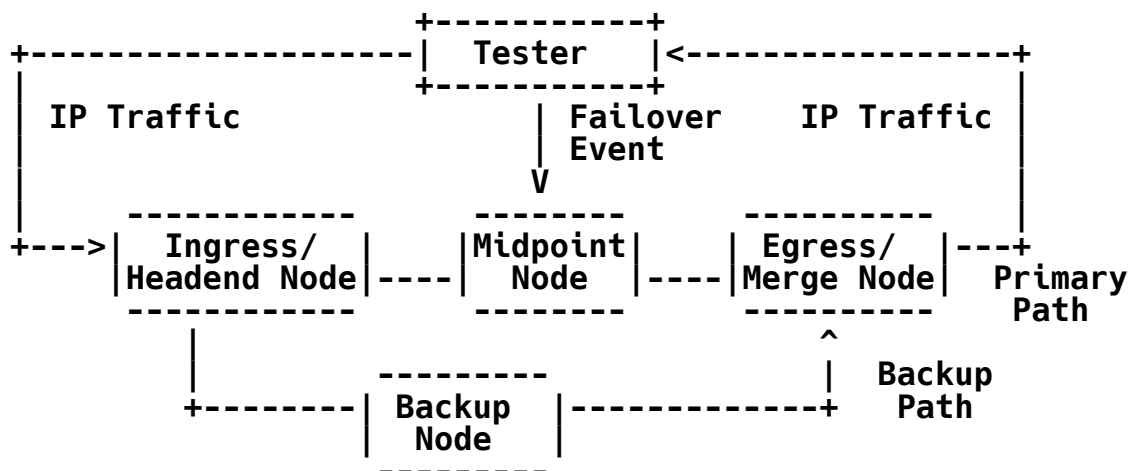 Tester
IP Traffic Failover IP Traffic
Event
Ingress/ Midpoint Egress/
Headend Node Node Merge Node Primary
Path
Backup
Backup Path
Node